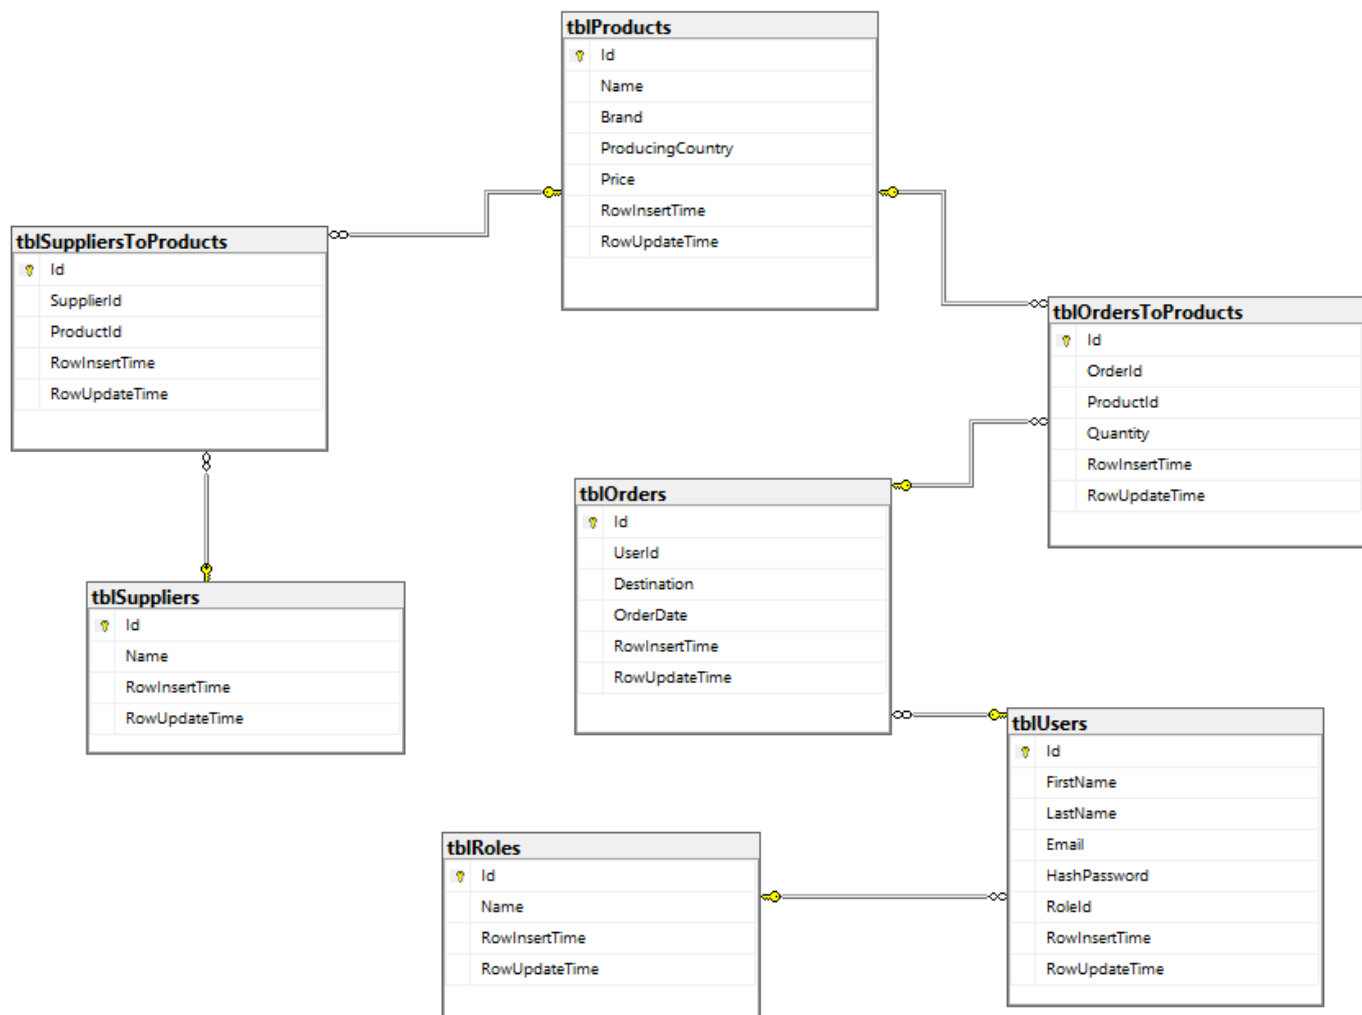 tblProducts
Id
Name
Brand
ProducingCountry
Price
RowInsertTime
RowUpdateTime
tblSuppliersToProducts
Id
SupplierId
ProductId
RowInsertTime
RowUpdateTime
tblOrdersToProducts
Id
OrderId
ProductId
Quantity
RowInsertTime
RowUpdateTime
tblOrders
Id
UserId
Destination
OrderDate
RowInsertTime
RowUpdateTime
tblSuppliers
Id
Name
RowInsertTime
RowUpdateTime
tblUsers
Id
FirstName
LastName
Email
HashPassword
RoleId
RowInsertTime
RowUpdateTime
tblRoles
Id
Name
RowInsertTime
RowUpdateTime